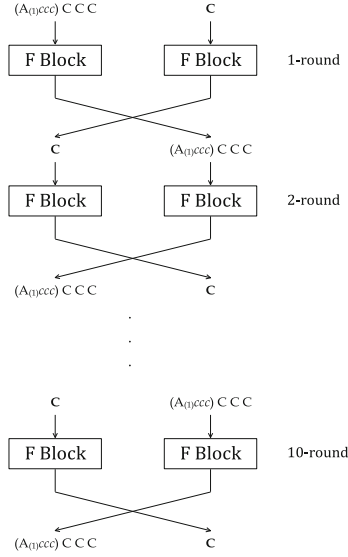 (A(1)ccc) C C C C
F Block F Block 1-round
C (A(1)ccc) C C C
F Block F Block 2-round
(A(1)ccc) C C C C
.
.
.
C (A(1)ccc) C C C
F Block F Block 10-round
(A(1)ccc) C C C C